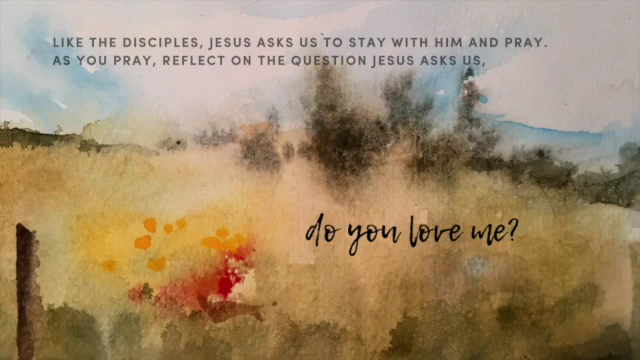 LIKE THE DISCIPLES, JESUS ASKS US TO STAY WITH HIM AND PRAY.
AS YOU PRAY, REFLECT ON THE QUESTION JESUS ASKS US,
do you love me?